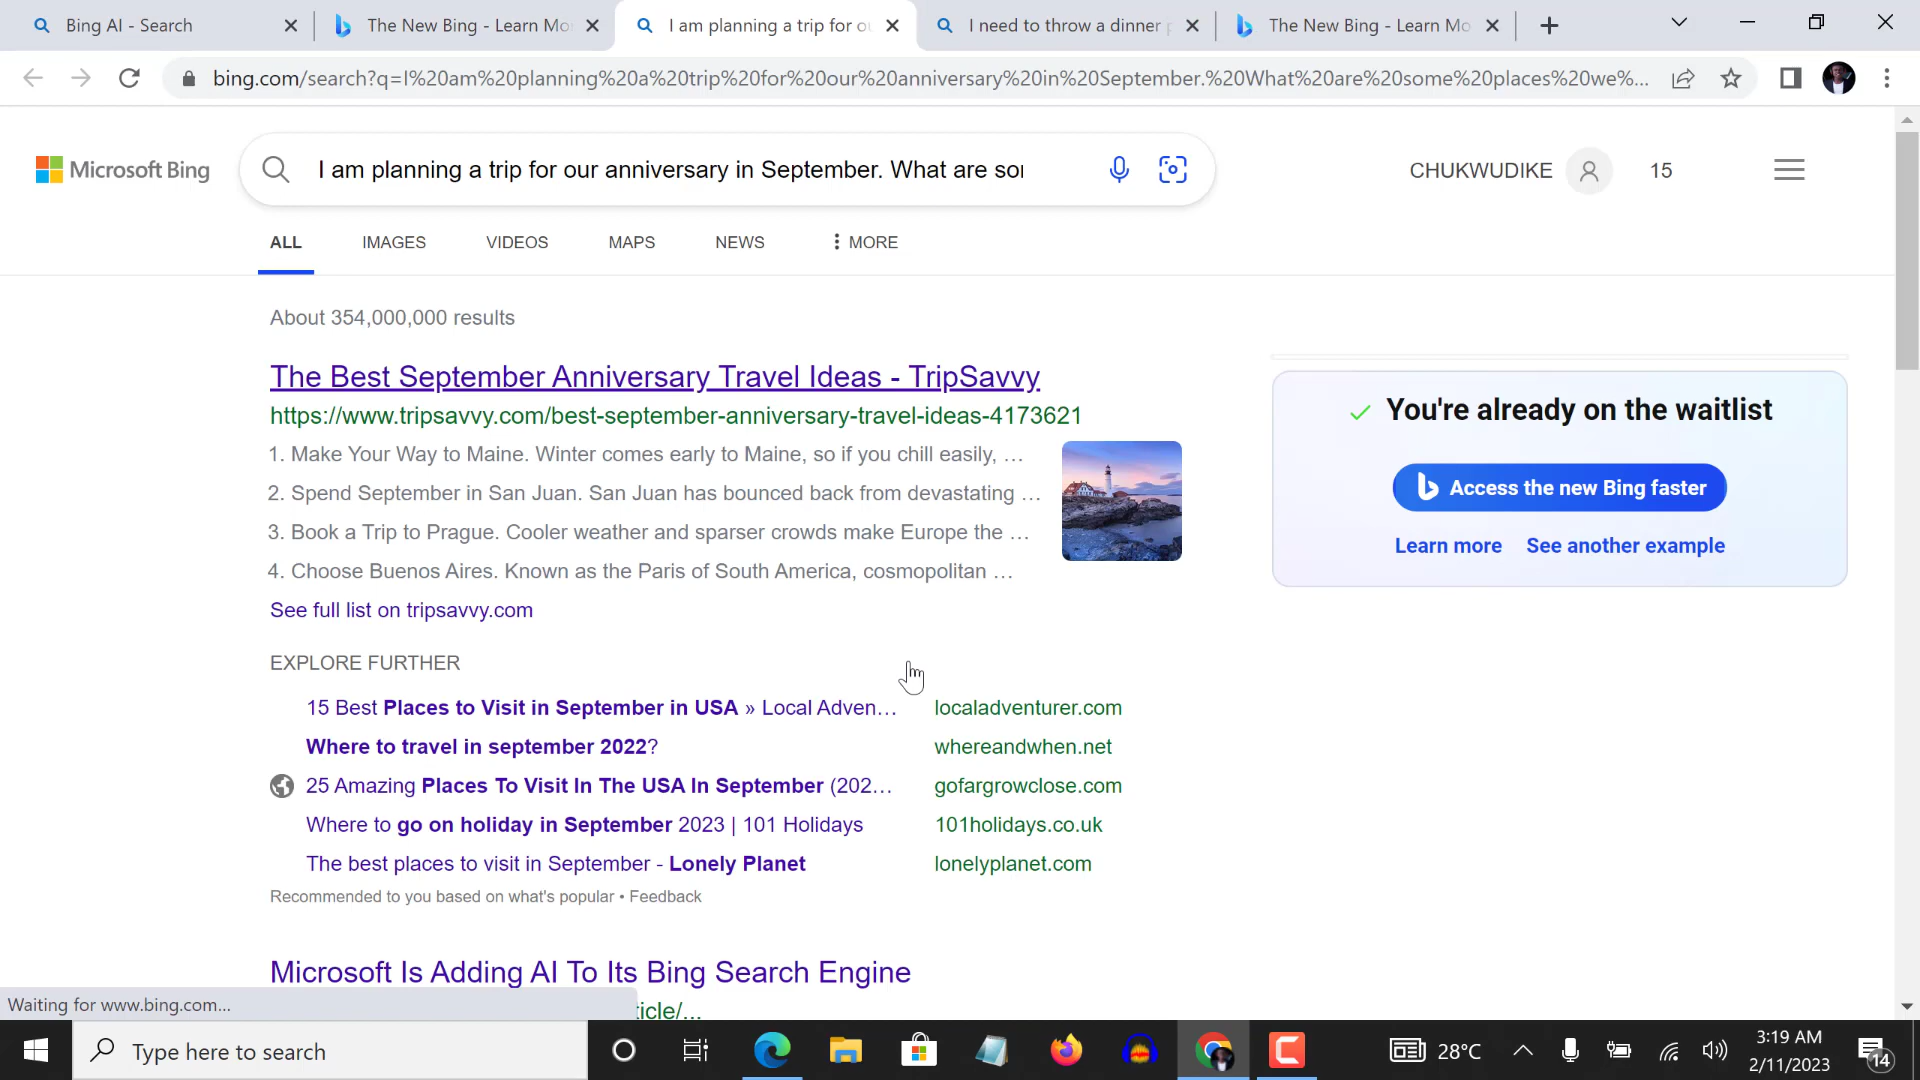 Bing AI - Search
The New Bing - Learn Mo
I am planning a trip for ou
I need to throw a dinner p
The New Bing - Learn Mo
bing.com/search?q=I%20am%20planning%20a%20trip%20for%20our%20anniversary%20in%20September.%20What%20are%20some%20places%20we%...
Microsoft Bing
I am planning a trip for our anniversary in September. What are so
CHUKWUDIKE
15
ALL
IMAGES
VIDEOS
MAPS
NEWS
MORE
About 354,000,000 results
The Best September Anniversary Travel Ideas - TripSavvy
https://www.tripsavvy.com/best-september-anniversary-travel-ideas-4173621
1. Make Your Way to Maine. Winter comes early to Maine, so if you chill easily, ...
2. Spend September in San Juan. San Juan has bounced back from devastating ...
3. Book a Trip to Prague. Cooler weather and sparser crowds make Europe the ...
4. Choose Buenos Aires. Known as the Paris of South America, cosmopolitan ...
See full list on tripsavvy.com
You're already on the waitlist
Access the new Bing faster
Learn more See another example
EXPLORE FURTHER
15 Best Places to Visit in September in USA » Local Adven... localadventurer.com
Where to travel in september 2022? whereandwhen.net
25 Amazing Places To Visit In The USA In September (202... gofargrowclose.com
Where to go on holiday in September 2023 | 101 Holidays 101holidays.co.uk
The best places to visit in September - Lonely Planet lonelyplanet.com
Recommended to you based on what's popular • Feedback
Microsoft Is Adding AI To Its Bing Search Engine
Waiting for www.bing.com...
ticle/...
Type here to search
28°C
3:19 AM
2/11/2023
14